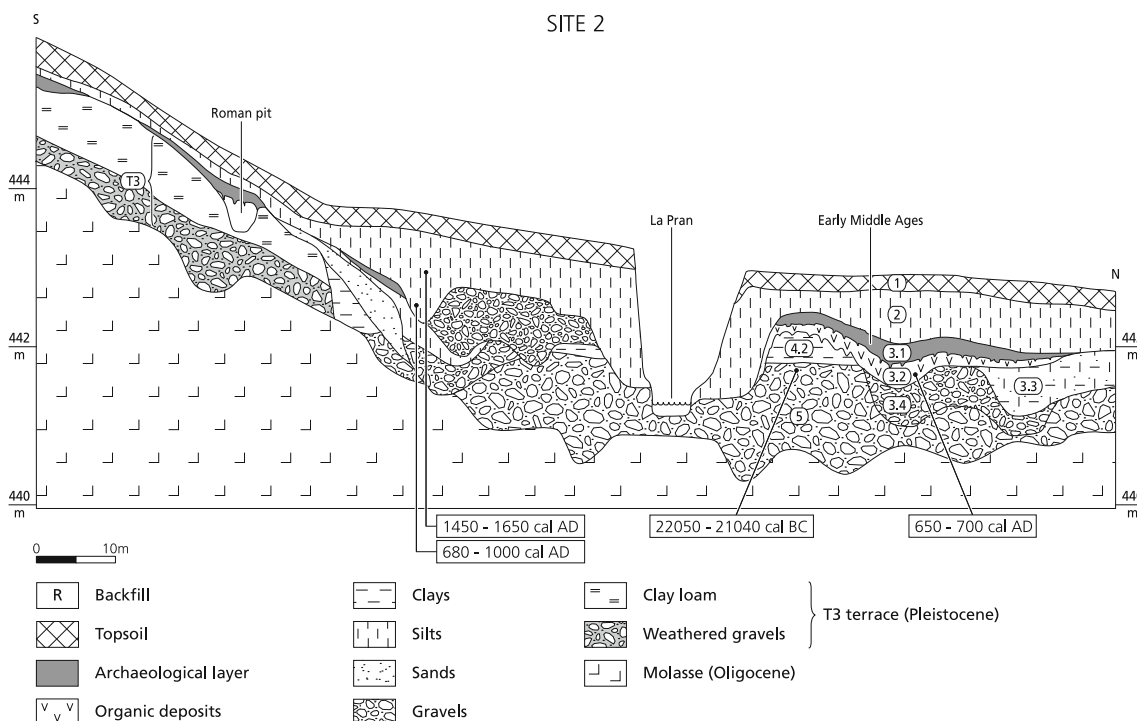 SITE 2
S
Roman pit
T3
444
m
La Pran
Early Middle Ages
N
1
2
442
m
44
3.1
4.2
3.2
3.3
3.4
5
440
m
44
m
1450 - 1650 cal AD
22050 - 21040 cal BC
650 - 700 cal AD
680 - 1000 cal AD
0 10m
R Backfill
Clays
Clay loam
Topsoil
Silts
Weathered gravels
T3 terrace (Pleistocene)
Archaeological layer
Sands
Molasse (Oligocene)
Organic deposits
Gravels